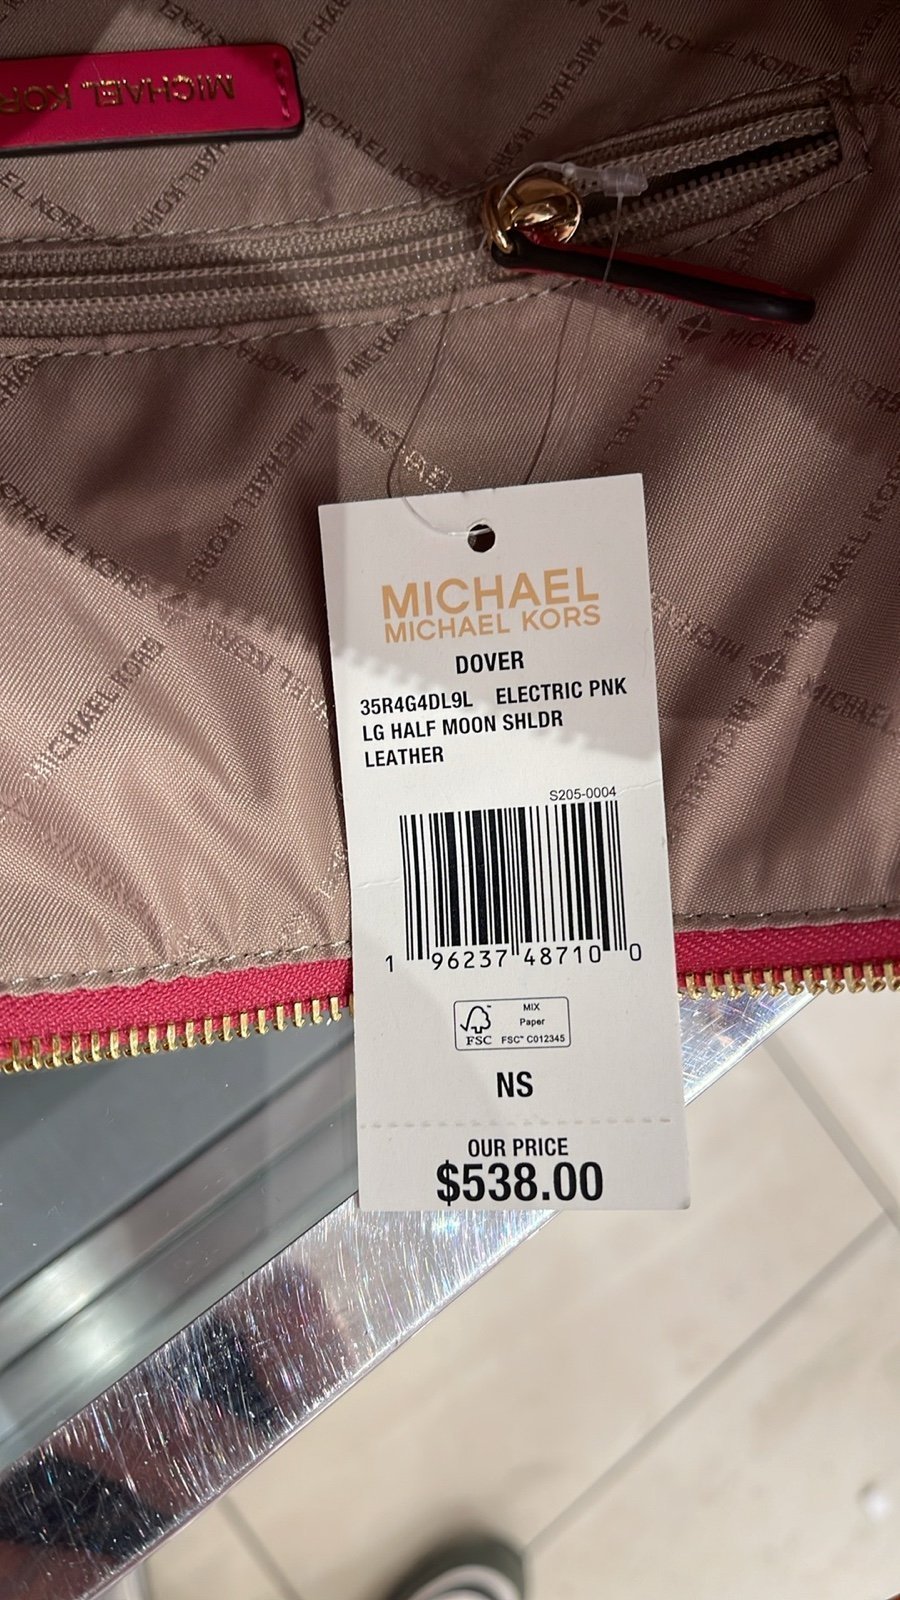 MICHAEL KORS
MICHAEL
MICHAEL KORS
DOVER
35R4G4DL9L ELECTRIC PNK
LG HALF MOON SHLDR
LEATHER
S205-0004
1 96237 48710 0
MIX
Paper
FSC™ C012345
FSC
NS
OUR PRICE
$538.00